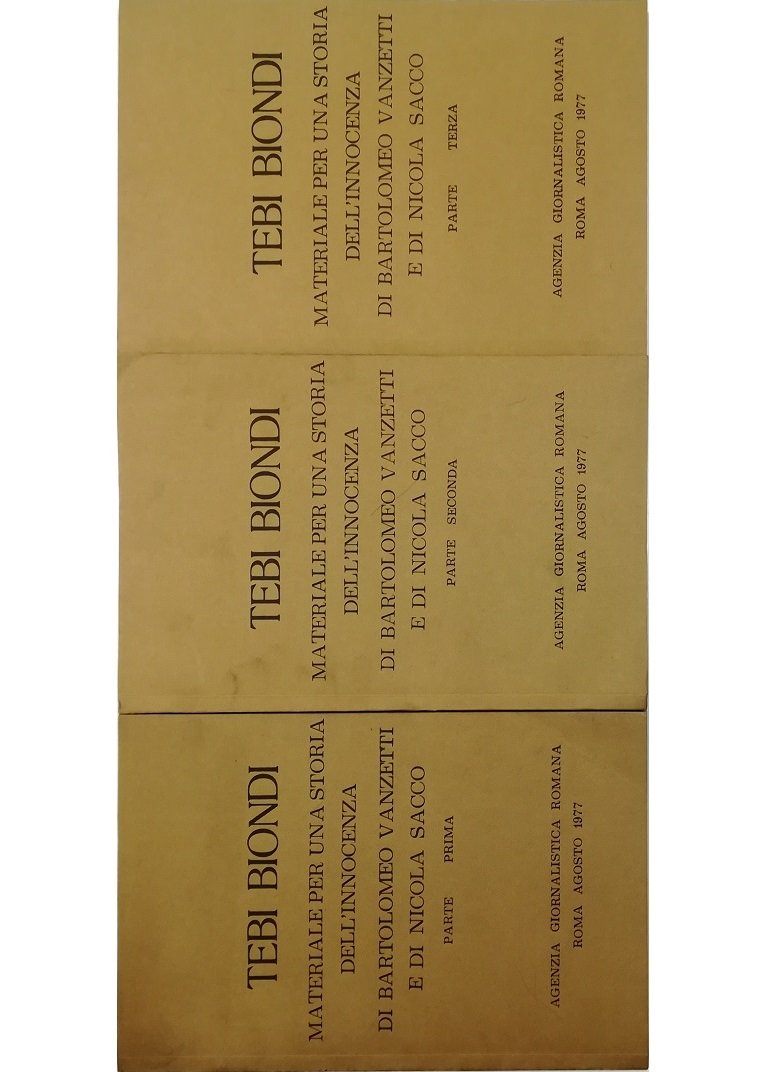 TEBI BIONDI
MATERIALE PER UNA STORIA
DELL'INNOCENZA
DI BARTOLOMEO VANZETTI
E DI NICOLA SACCO
PARTE PRIMA
AGENZIA GIORNALISTICA ROMANA
ROMA AGOSTO 1977
TEBI BIONDI
MATERIALE PER UNA STORIA
DELL'INNOCENZA
DI BARTOLOMEO VANZETTI
E DI NICOLA SACCO
PARTE SECONDA
AGENZIA GIORNALISTICA ROMANA
ROMA AGOSTO 1977
TEBI BIONDI
MATERIALE PER UNA STORIA
DELL'INNOCENZA
DI BARTOLOMEO VANZETTI
E DI NICOLA SACCO
PARTE TERZA
AGENZIA GIORNALISTICA ROMANA
ROMA AGOSTO 1977